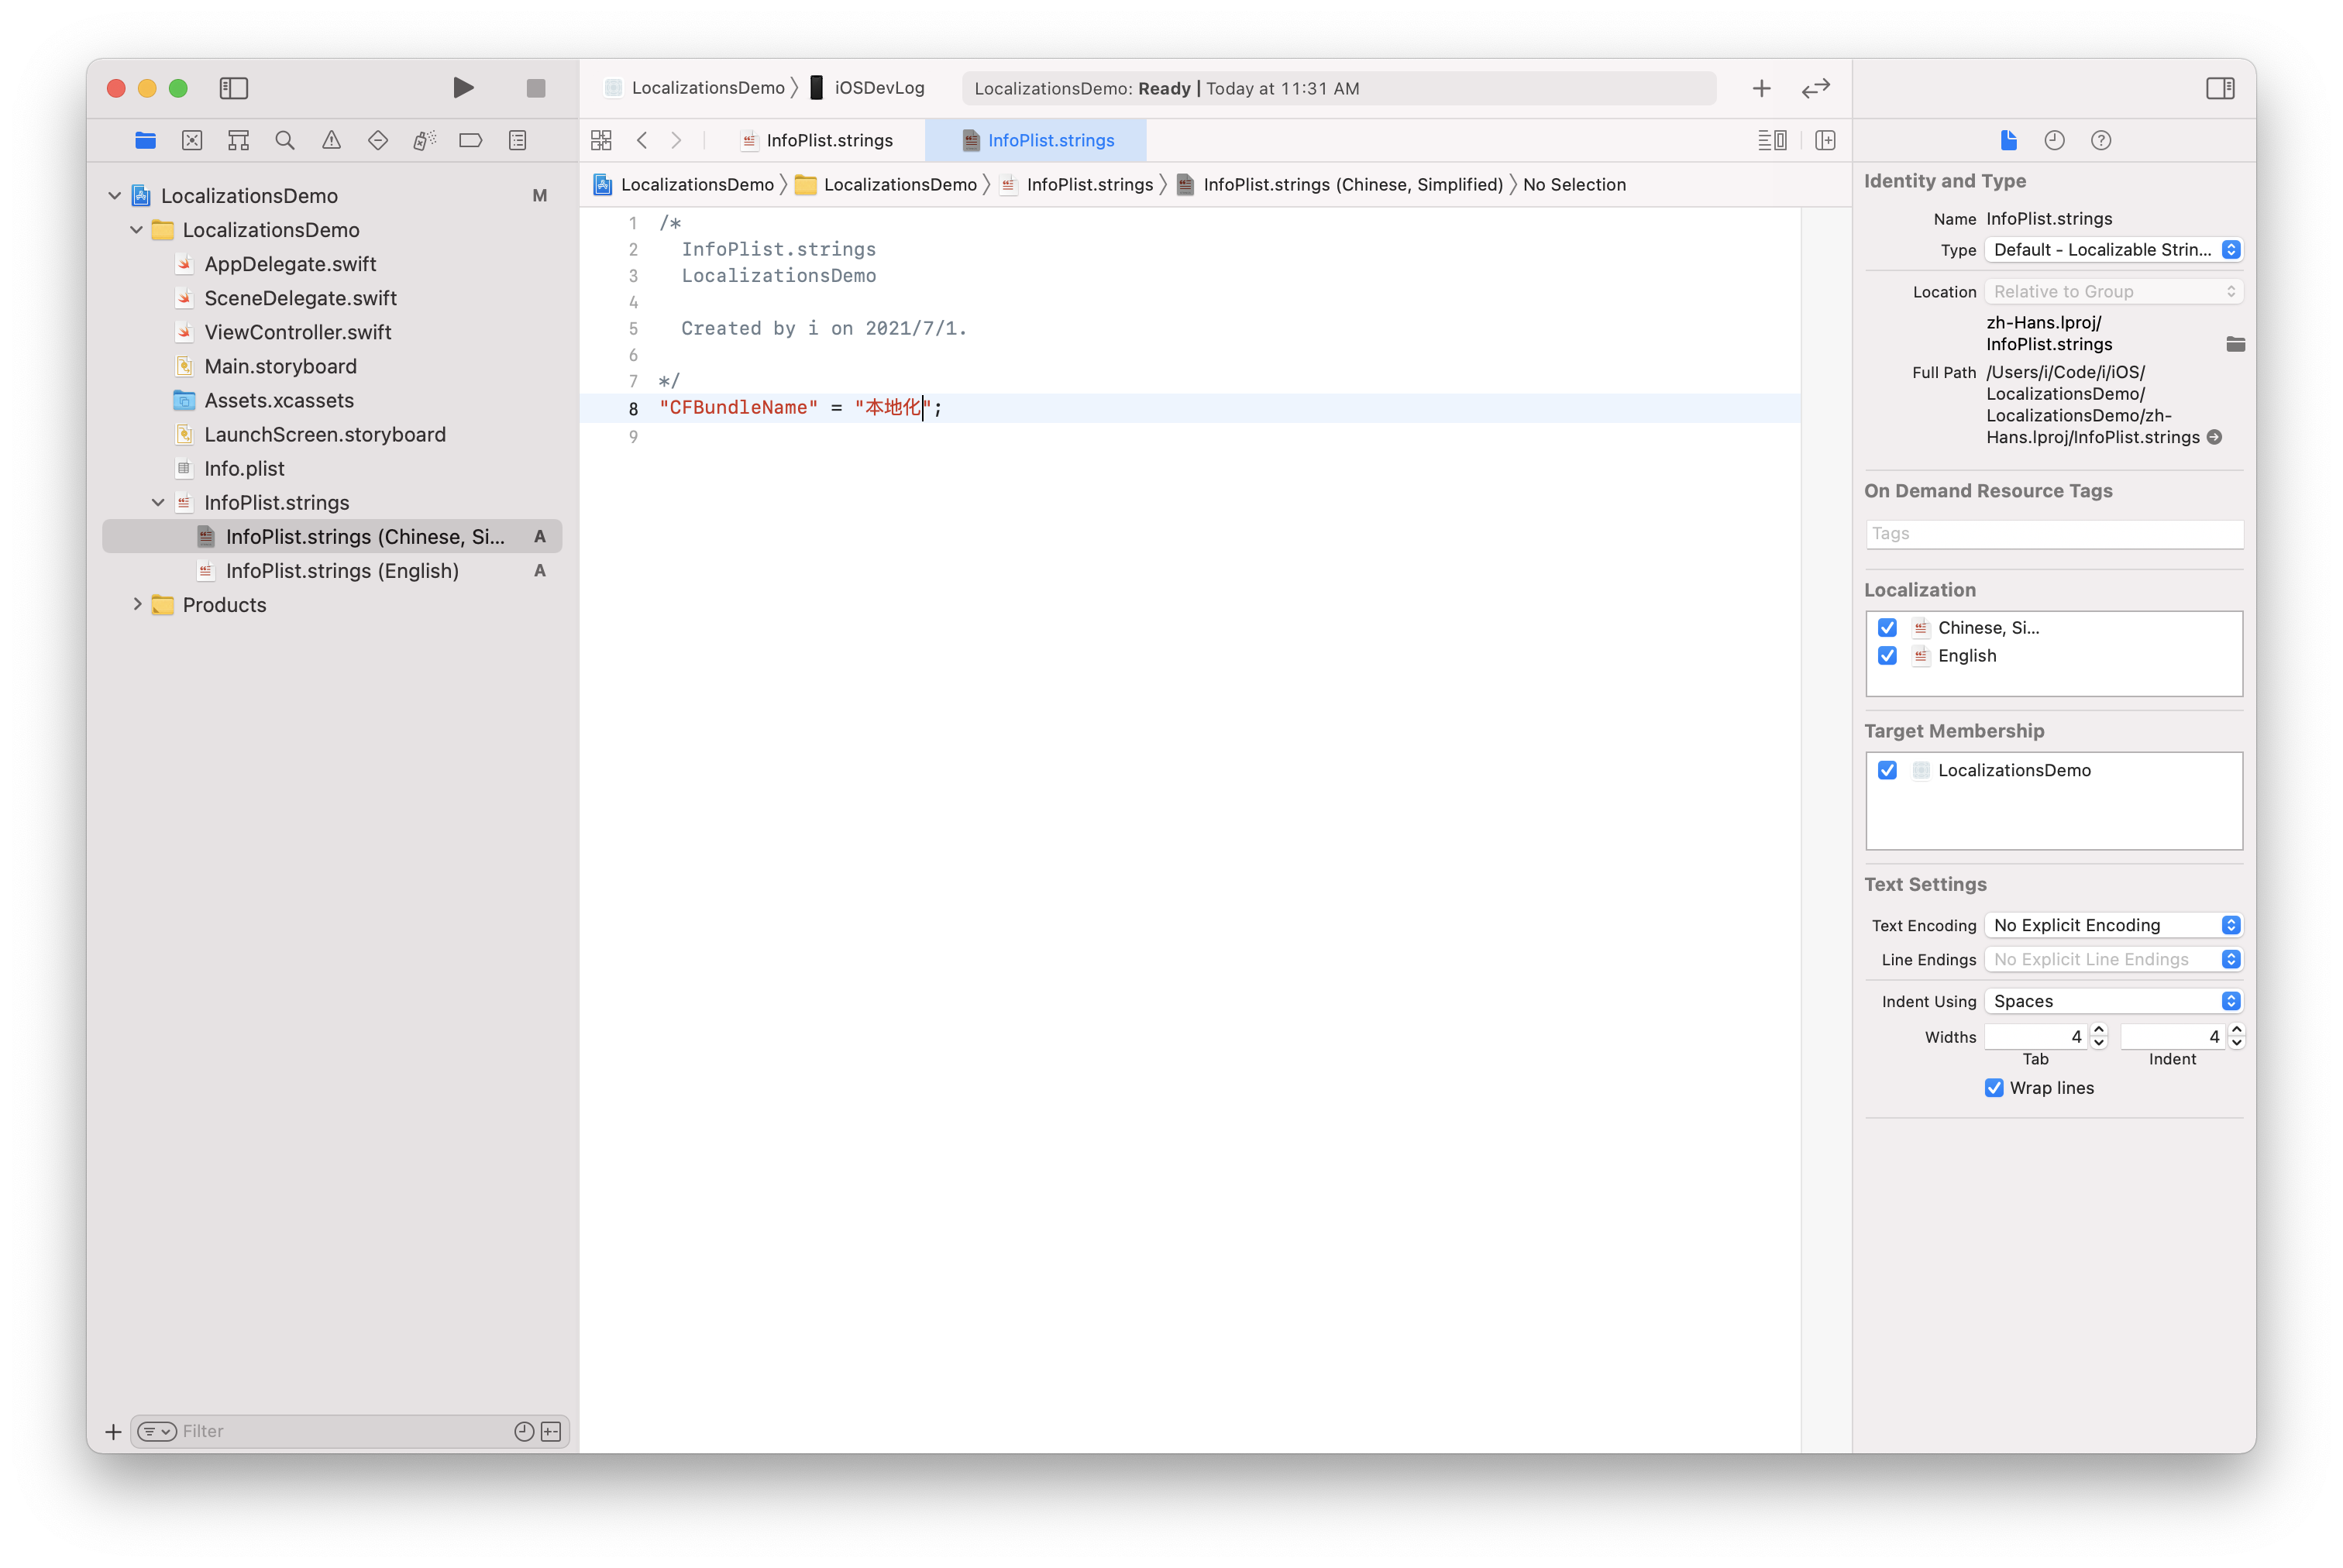 LocalizationsDemo 〉 iOSDevLog
LocalizationsDemo: Ready | Today at 11:31 AM
InfoPlist.strings
InfoPlist.strings
LocalizationsDemo 〉 LocalizationsDemo 〉 InfoPlist.strings 〉 InfoPlist.strings (Chinese, Simplified) 〉 No Selection
LocalizationsDemo M
LocalizationsDemo
AppDelegate.swift
SceneDelegate.swift
ViewController.swift
Main.storyboard
Assets.xcassets
LaunchScreen.storyboard
Info.plist
InfoPlist.strings
InfoPlist.strings (Chinese, Si... A
InfoPlist.strings (English) A
Products
Filter
1 /*
2 InfoPlist.strings
3 LocalizationsDemo
4
5 Created by i on 2021/7/1.
6
7 */
8 "CFBundleName" = "本地化";
9
Identity and Type
Name InfoPlist.strings
Type Default - Localizable Strin...
Location Relative to Group
zh-Hans.lproj/
InfoPlist.strings
Full Path /Users/i/Code/i/iOS/
LocalizationsDemo/
LocalizationsDemo/zh-
Hans.lproj/InfoPlist.strings
On Demand Resource Tags
Tags
Localization
Chinese, Si...
English
Target Membership
LocalizationsDemo
Text Settings
Text Encoding No Explicit Encoding
Line Endings No Explicit Line Endings
Indent Using Spaces
Widths 4 4
Tab Indent
Wrap lines